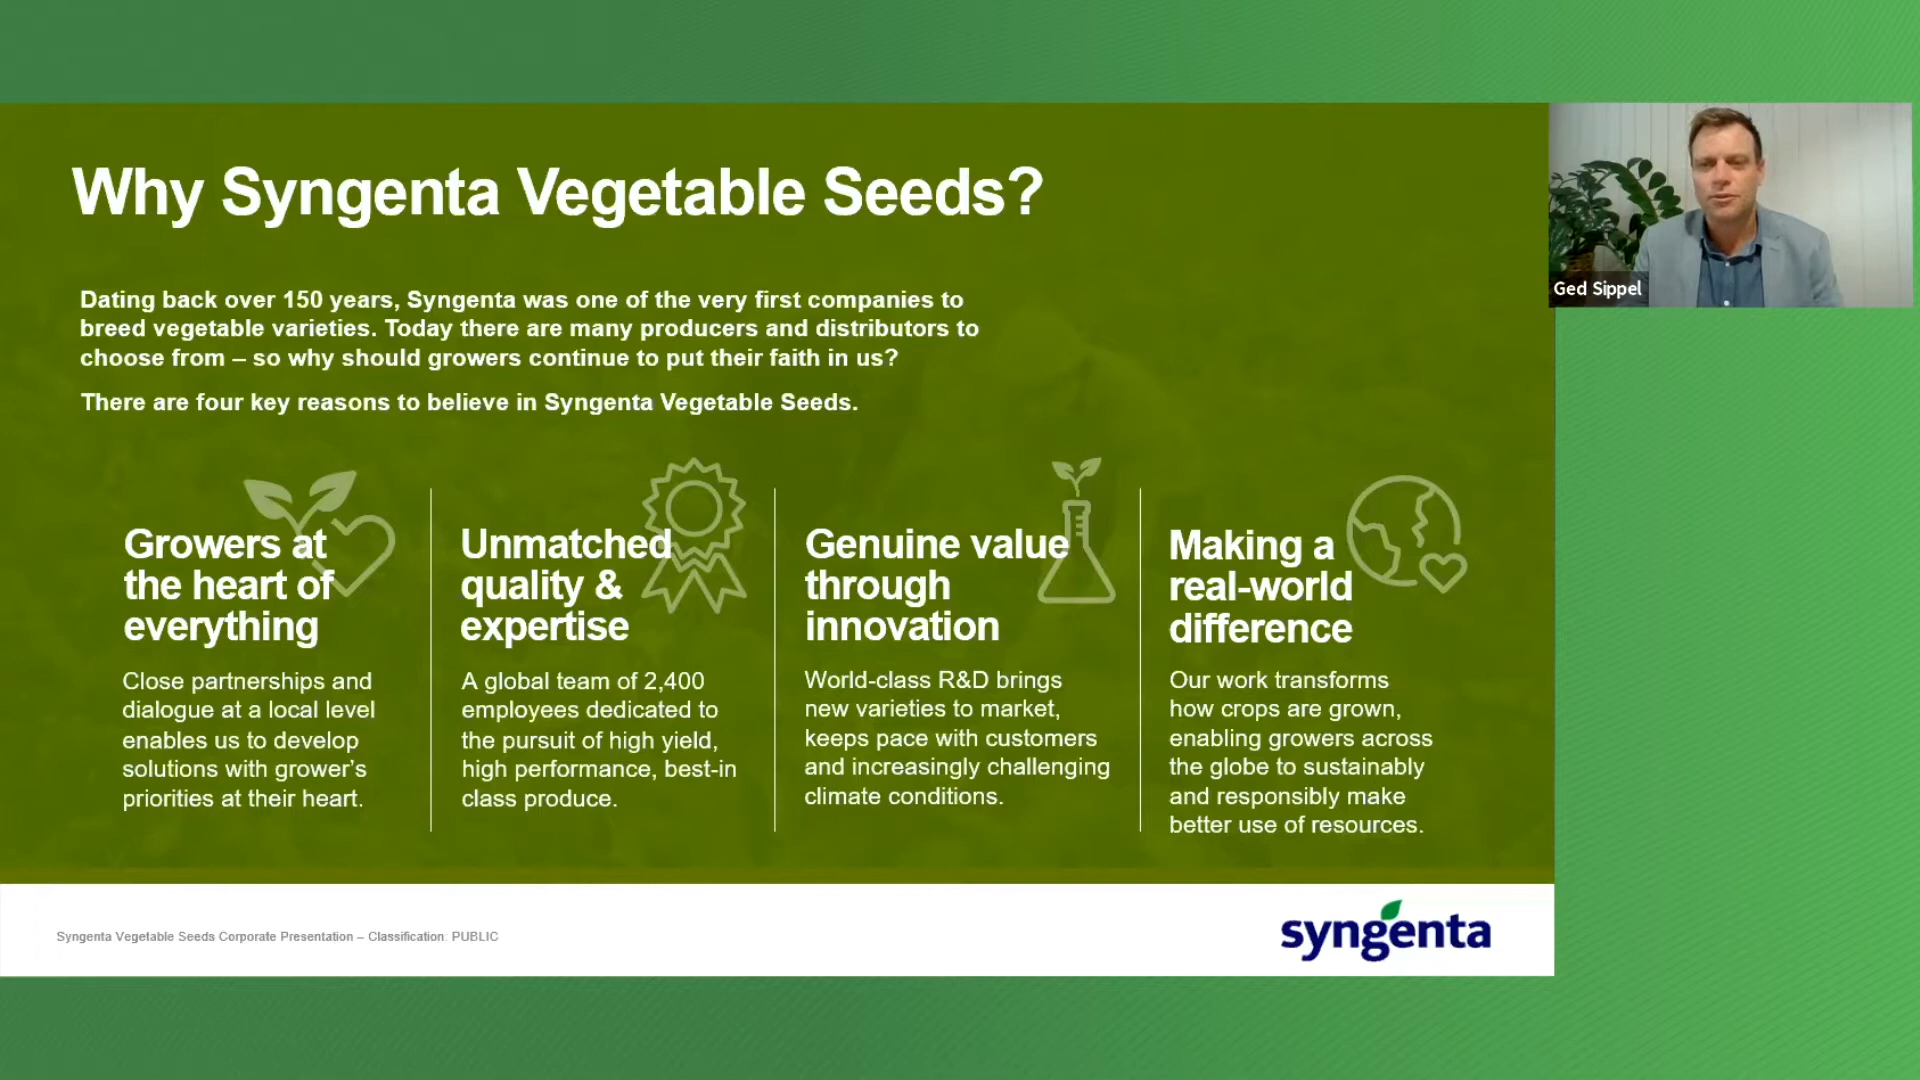 Why Syngenta Vegetable Seeds?
Dating back over 150 years, Syngenta was one of the very first companies to
breed vegetable varieties. Today there are many producers and distributors to
choose from – so why should growers continue to put their faith in us?
There are four key reasons to believe in Syngenta Vegetable Seeds.
Growers at
the heart of
everything
Close partnerships and
dialogue at a local level
enables us to develop
solutions with grower’s
priorities at their heart.
Unmatched
quality &
expertise
A global team of 2,400
employees dedicated to
the pursuit of high yield,
high performance, best-in
class produce.
Genuine value
through
innovation
World-class R&D brings
new varieties to market,
keeps pace with customers
and increasingly challenging
climate conditions.
Making a
real-world
difference
Our work transforms
how crops are grown,
enabling growers across
the globe to sustainably
and responsibly make
better use of resources.
Syngenta Vegetable Seeds Corporate Presentation – Classification: PUBLIC
syngenta
Ged Sippel